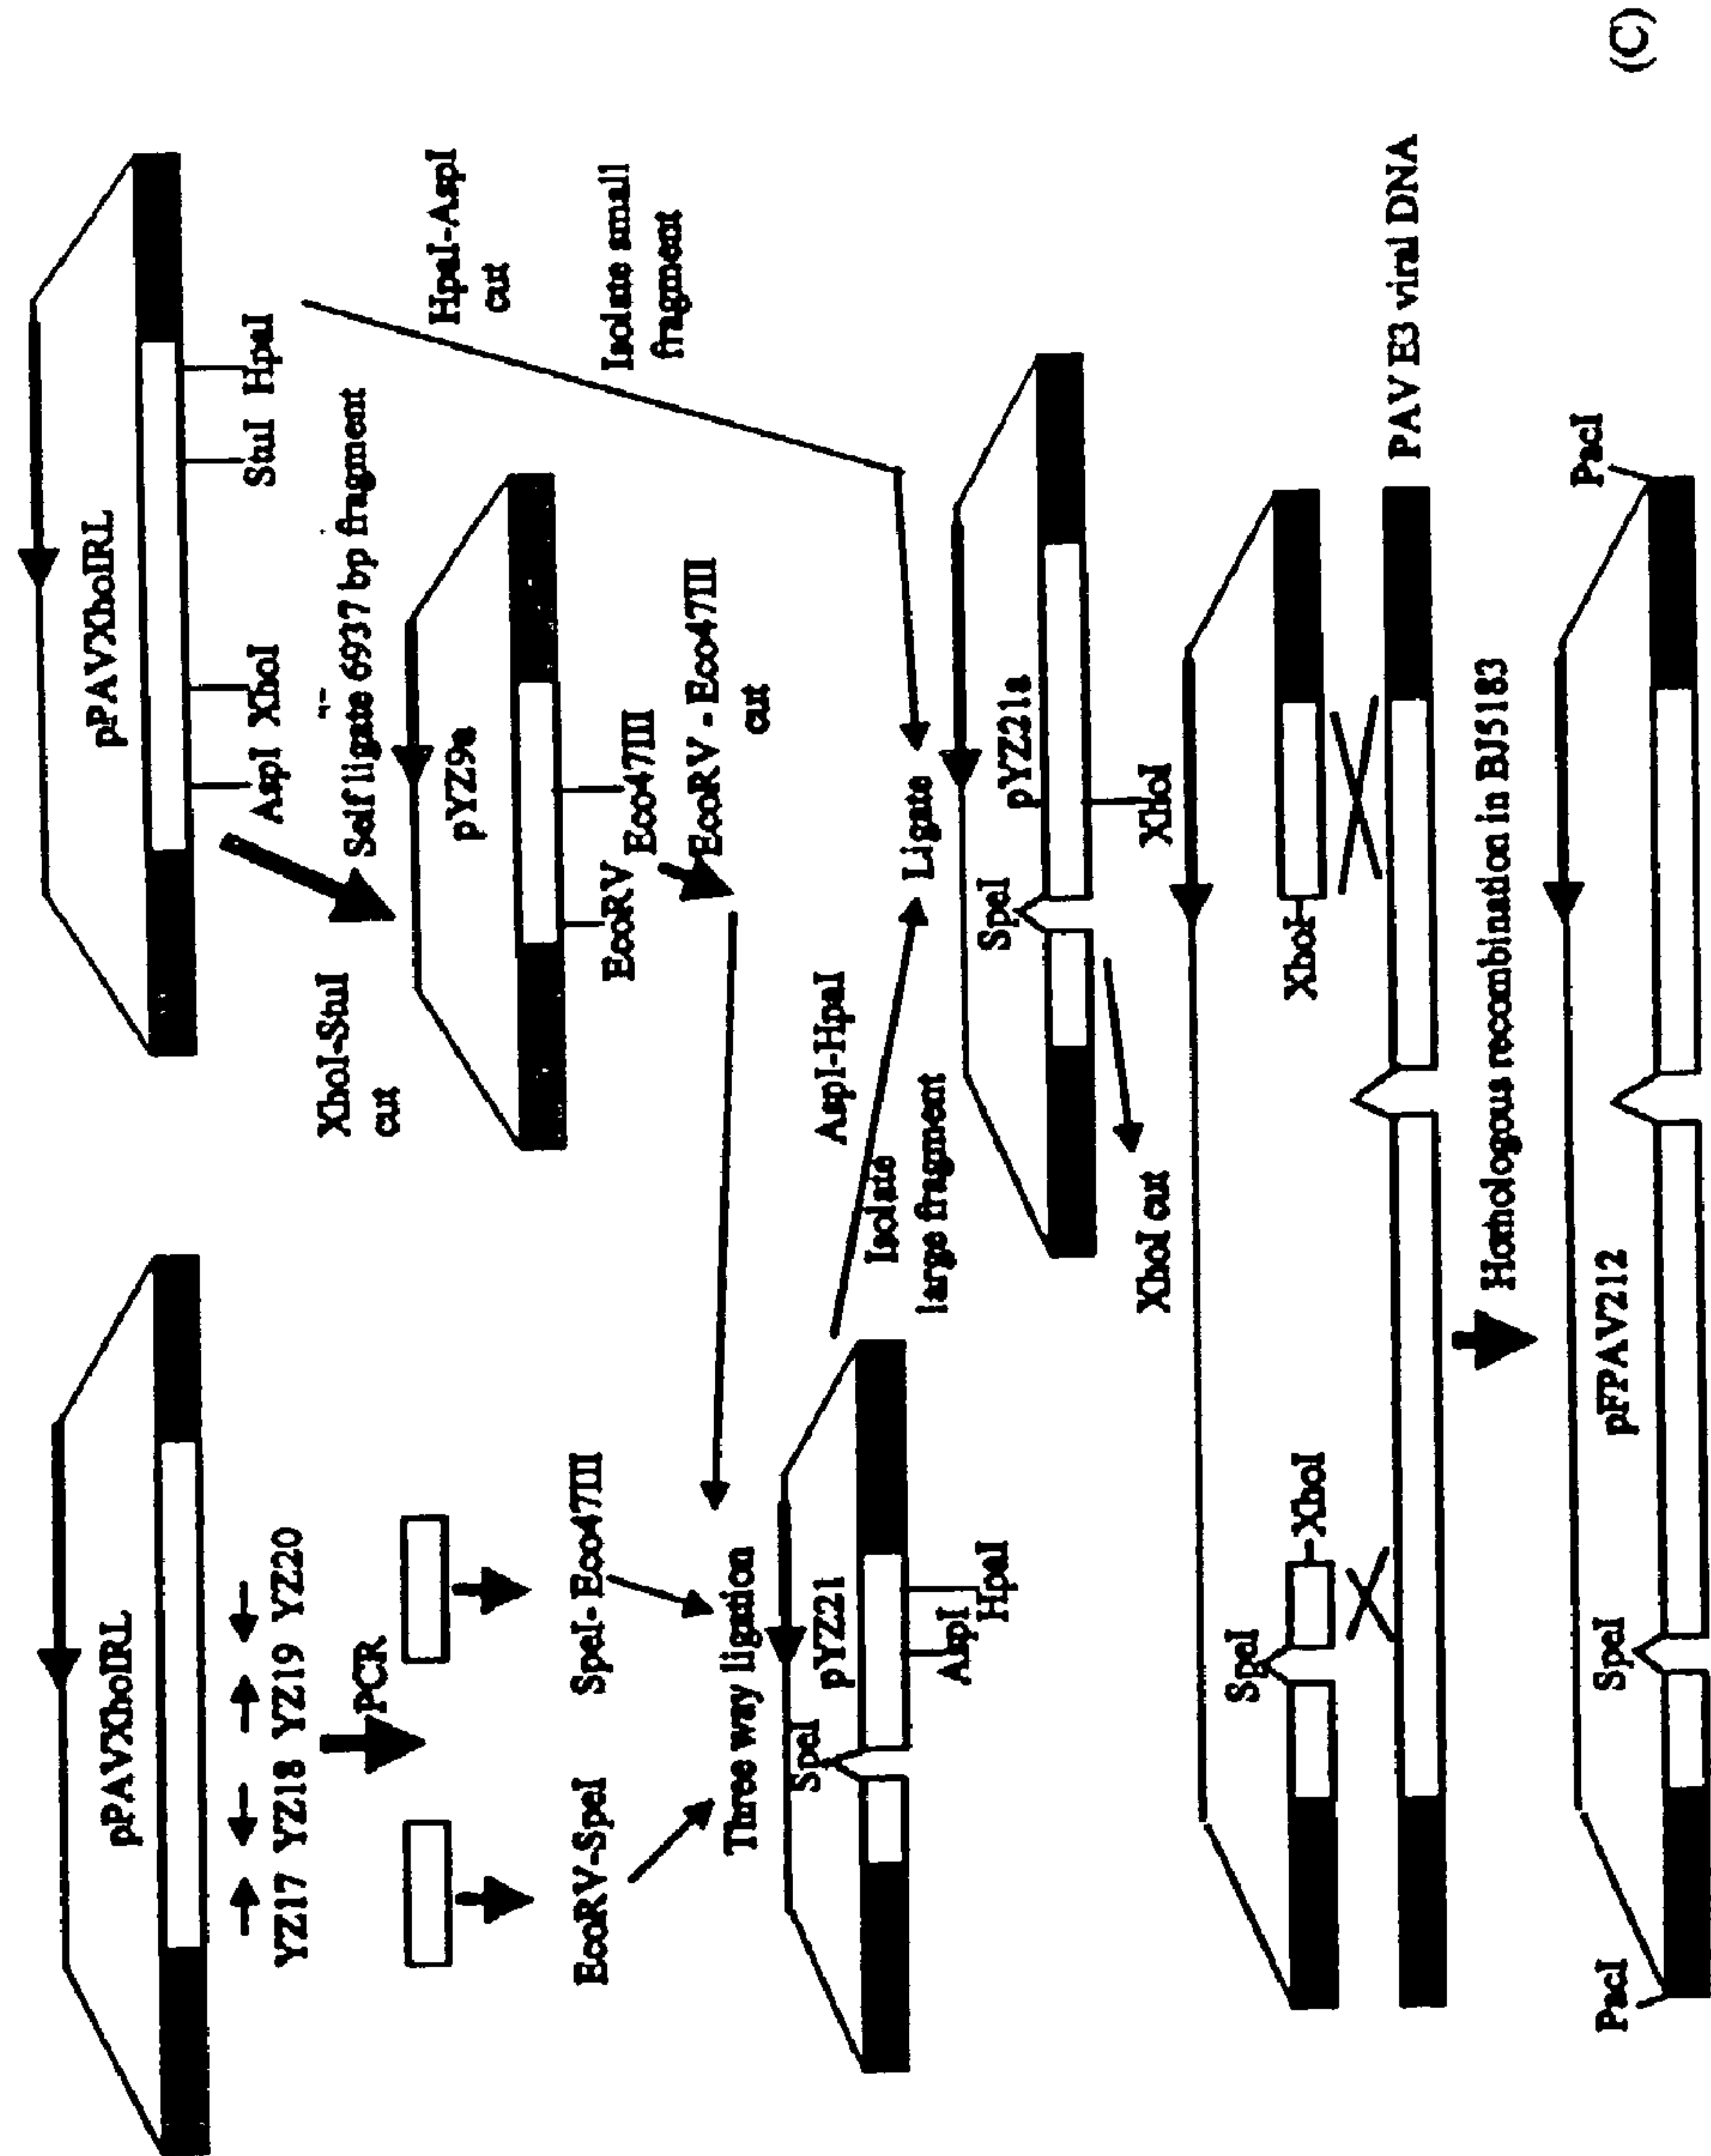 pPAVXhoIRL
YZ17 YZ18 YZ19 YZ20
PCR
EcoRV-SpeI
SpeI-Eco47III
Three way ligation
SpeI
pYZ21
AspI
HpaI
pPAVXhoIRL
AspI XhoI
StuI HpaI
XhoI-StuI
cut
Self ligate 6937 bp fragment
pYZ9a
EcoRV Eco47III
EcoRV - Eco47III
cut
HpaI-AspI
cut
Isolate small
fragment
AspI-HpaI
Isolate
large fragment
Ligate
SpeI
pYZ21a
XhoI
XhoI cut
SpeI
XhoI
XhoI
PAV E3 viral DNA
Homologous recombination in BJ5183
PacI
SpeI
pFPAV212
PacI
(C)